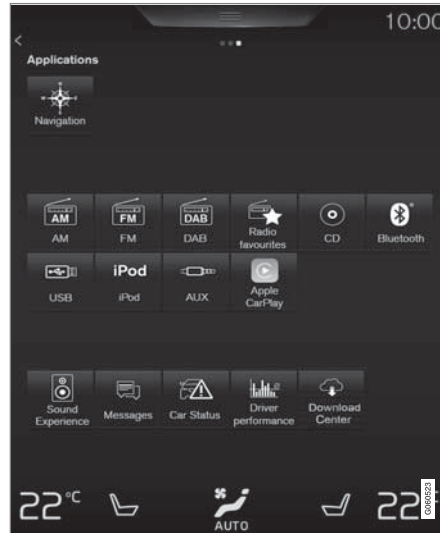 10:00
Applications
Navigation
AM FM DAB
AM FM DAB Radio favourites CD Bluetooth
iPod
USB iPod AUX Apple CarPlay
Sound Experience Messages Car Status Driver performance Download Center
22°C 22°
AUTO
G060523